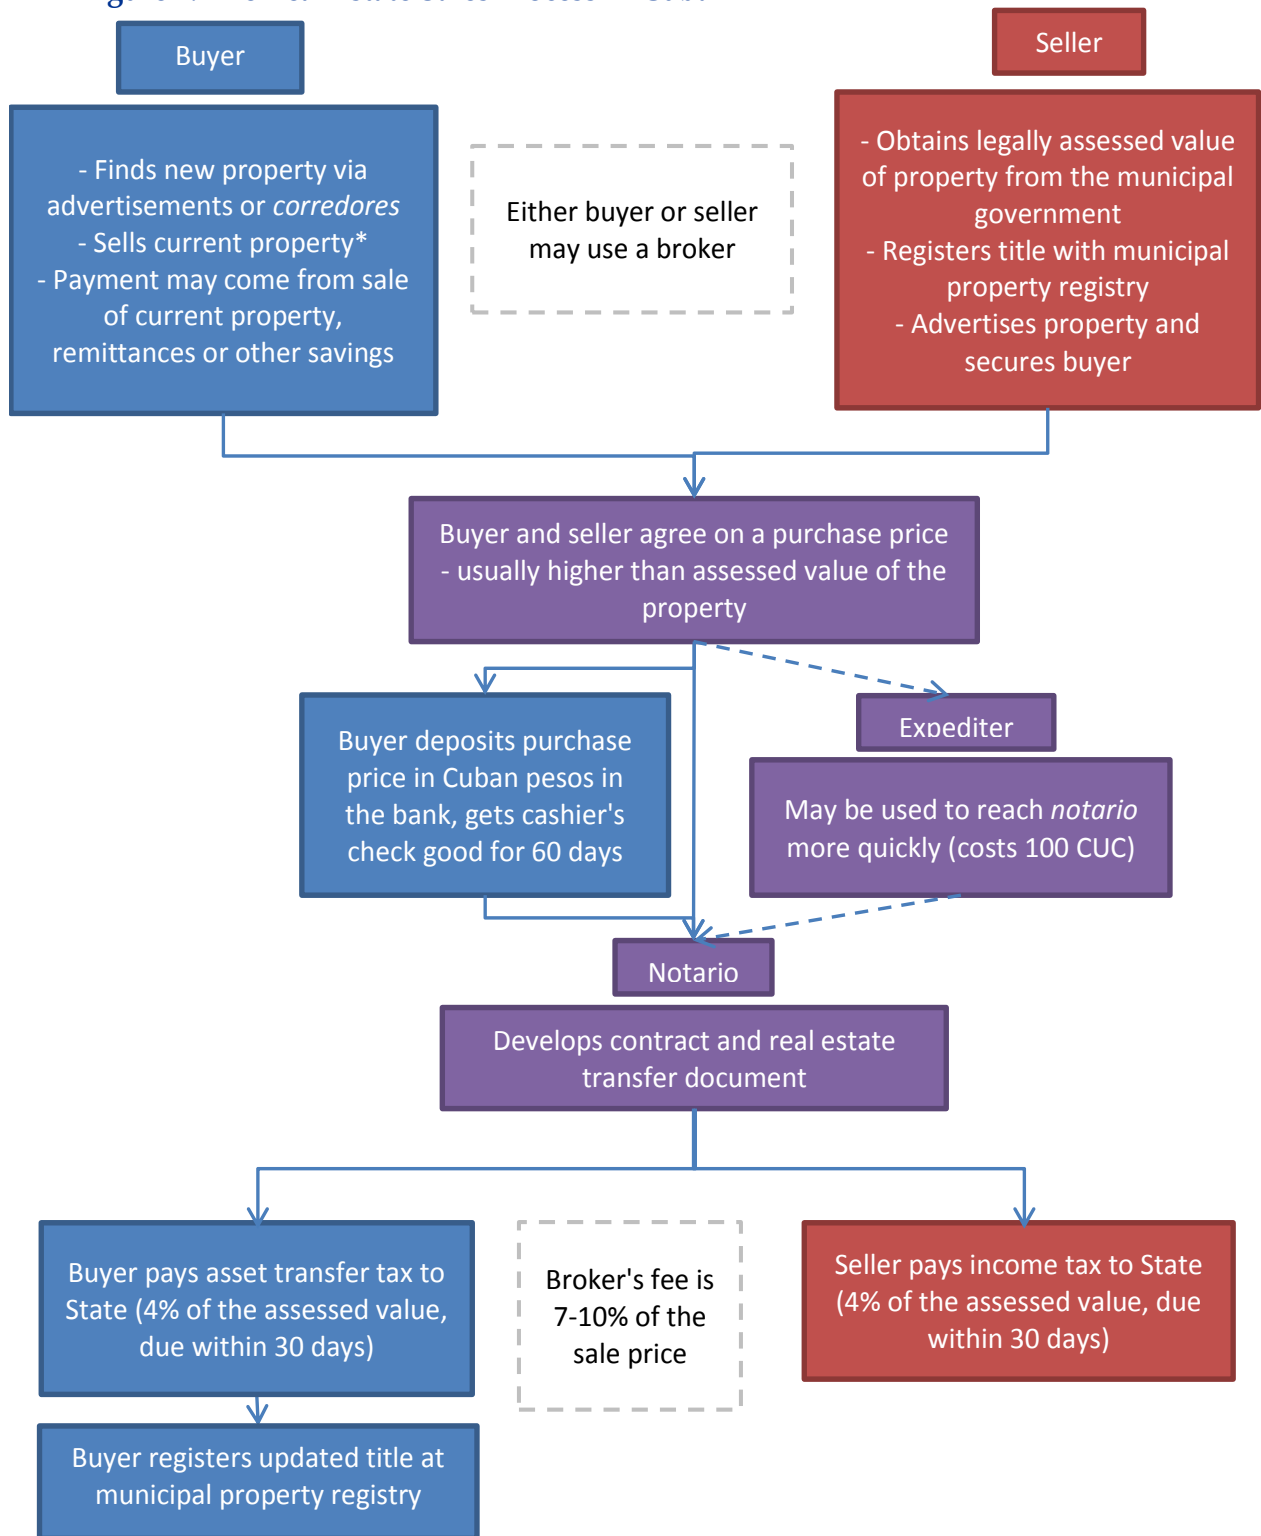 Buyer
Seller
- Finds new property via
advertisements or corredores
- Sells current property*
- Payment may come from sale
of current property,
remittances or other savings
Either buyer or seller
may use a broker
- Obtains legally assessed value
of property from the municipal
government
- Registers title with municipal
property registry
- Advertises property and
secures buyer
Buyer and seller agree on a purchase price
- usually higher than assessed value of the
property
Buyer deposits purchase
price in Cuban pesos in
the bank, gets cashier's
check good for 60 days
Expediter
May be used to reach notario
more quickly (costs 100 CUC)
Notario
Develops contract and real estate
transfer document
Buyer pays asset transfer tax to
State (4% of the assessed value,
due within 30 days)
Broker's fee is
7-10% of the
sale price
Seller pays income tax to State
(4% of the assessed value, due
within 30 days)
Buyer registers updated title at
municipal property registry